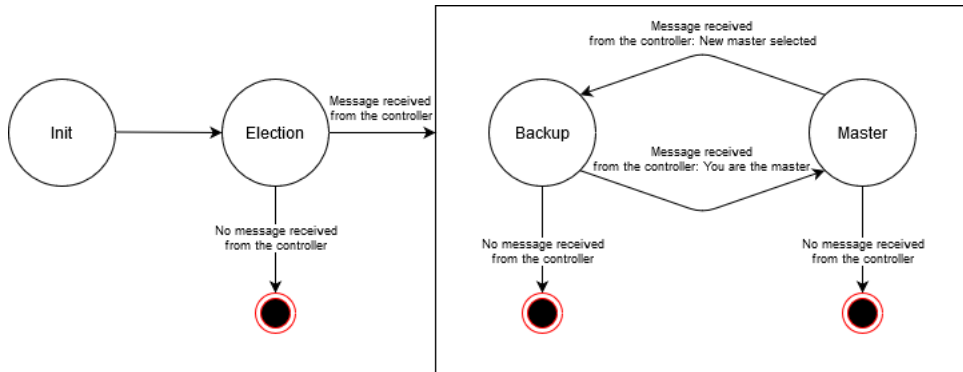 Init
Election
Message received
from the controller
No message received
from the controller
Message received
from the controller: New master selected
Backup
Master
Message received
from the controller: You are the master
No message received
from the controller
No message received
from the controller